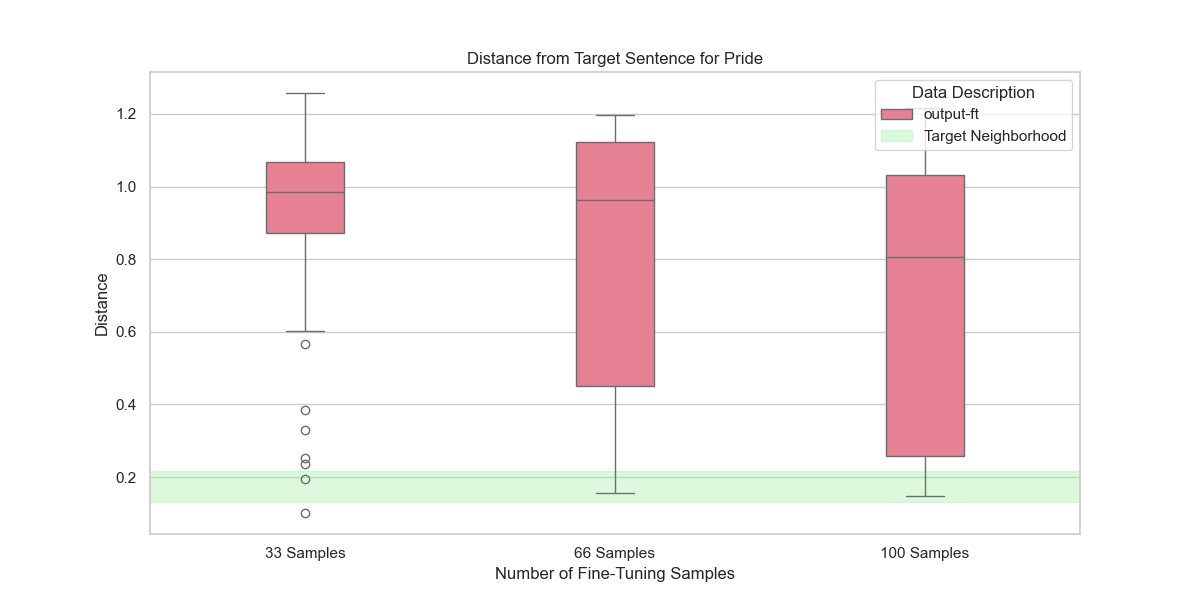 Distance from Target Sentence for Pride
Data Description
output-ft
Target Neighborhood
Distance
1.2
1.0
0.8
0.6
0.4
0.2
33 Samples
66 Samples
100 Samples
Number of Fine-Tuning Samples